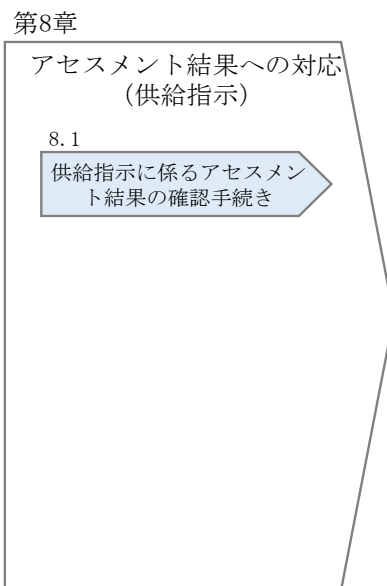 第8章
アセスメント結果への対応
（供給指示）
8.1
供給指示に係るアセスメン
ト結果の確認手続き